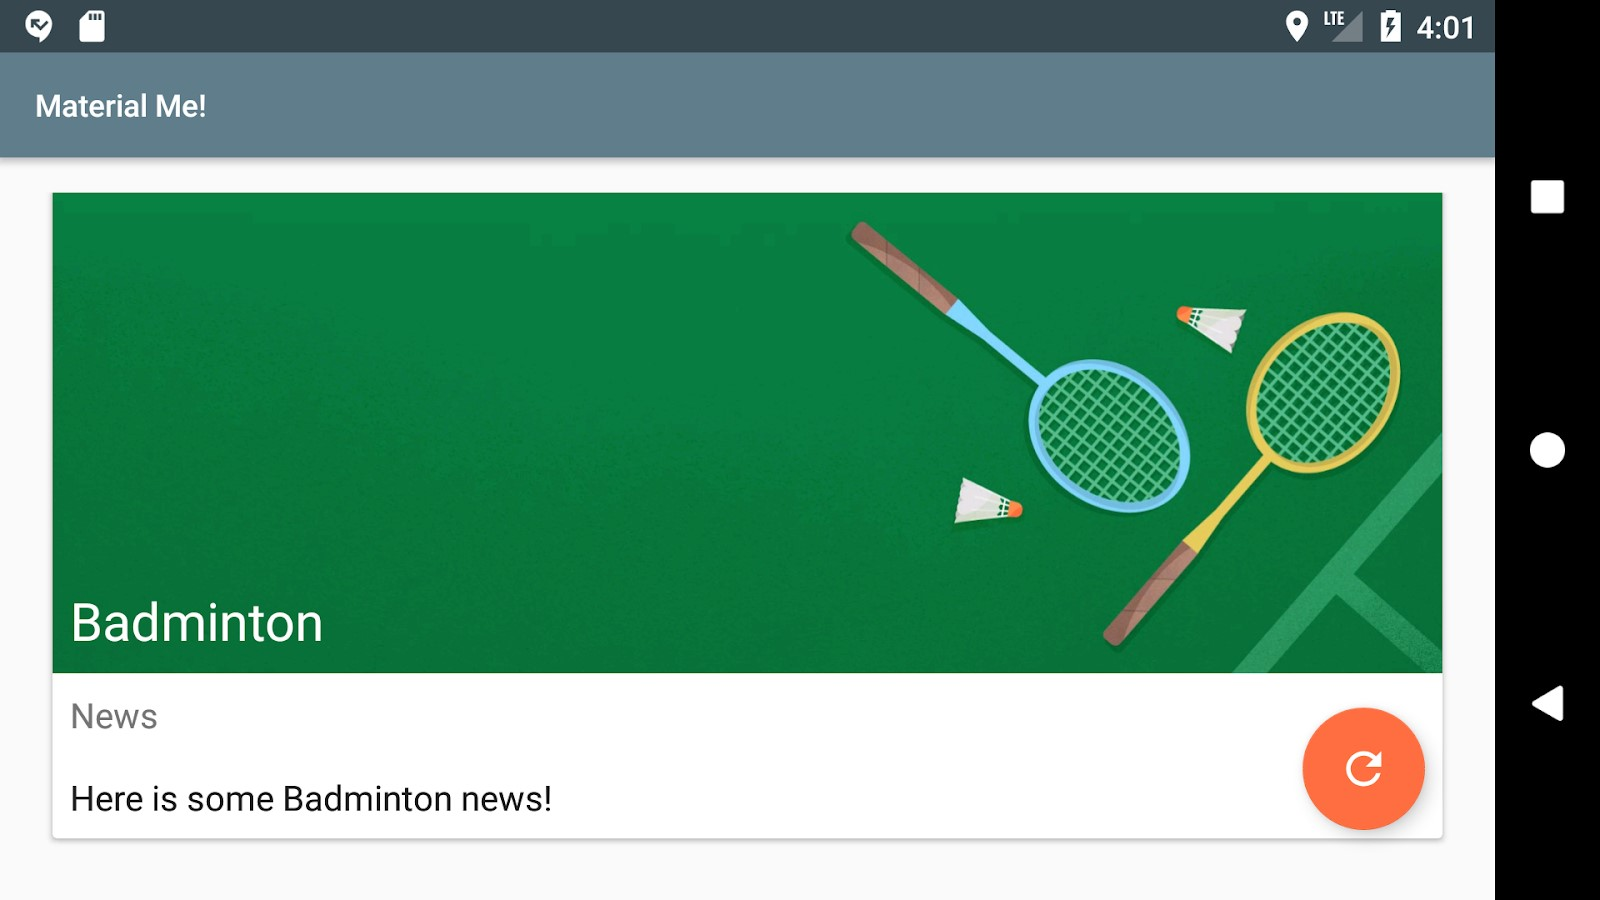 LTE 4:01
Material Me!
Badminton
News
Here is some Badminton news!